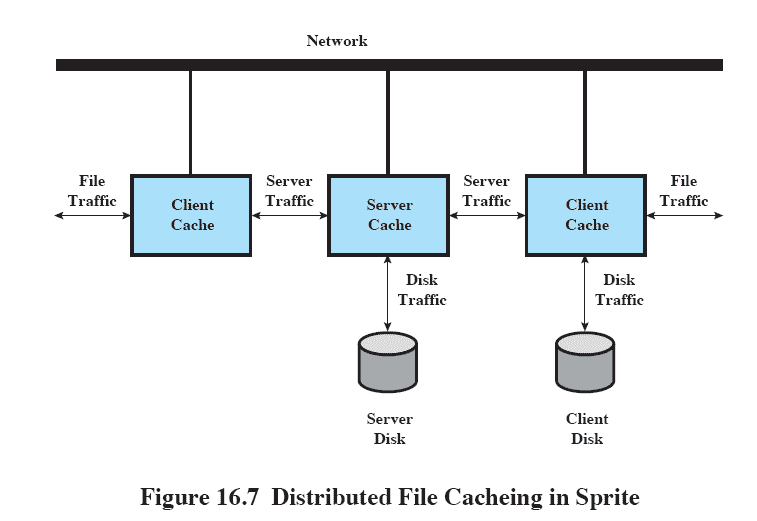 Network
File
Traffic
Client
Cache
Server
Traffic
Server
Cache
Server
Traffic
Client
Cache
File
Traffic
Disk
Traffic
Disk
Traffic
Server
Disk
Client
Disk
Figure 16.7 Distributed File Cacheing in Sprite